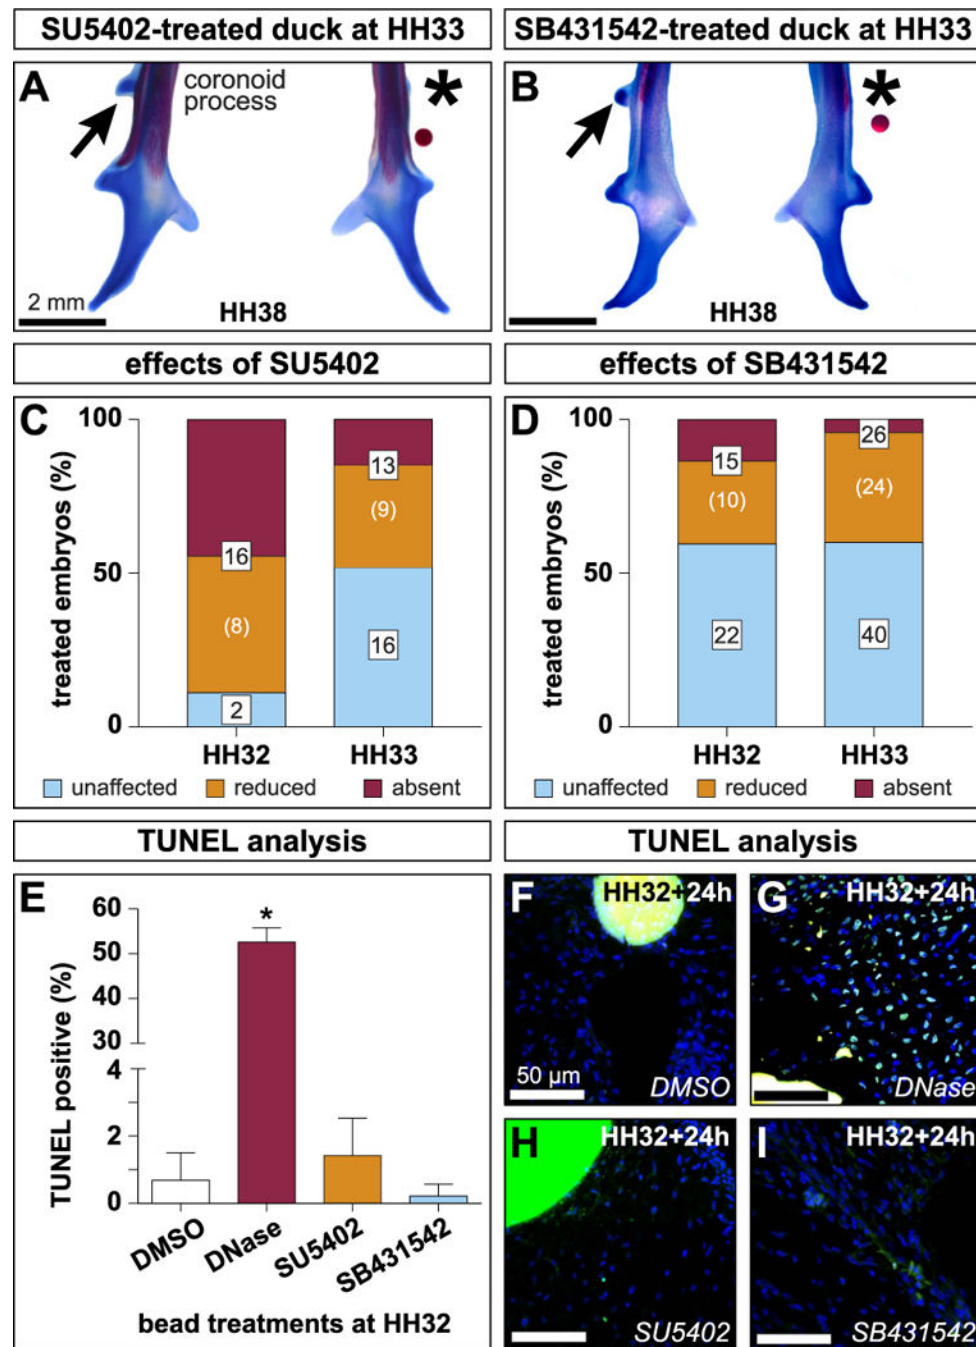 SU5402-treated duck at HH33
SB431542-treated duck at HH33
A
coronoid
process
*
2 mm
HH38
B
*
HH38
effects of SU5402
effects of SB431542
C
treated embryos (%)
100
50
0
16
(8)
2
13
(9)
16
HH32
HH33
unaffected
reduced
absent
D
treated embryos (%)
100
50
0
15
(10)
22
26
(24)
40
HH32
HH33
unaffected
reduced
absent
TUNEL analysis
TUNEL analysis
E
TUNEL positive (%)
60
50
40
30
4
2
0
*
DMSO
DNase
SU5402
SB431542
bead treatments at HH32
F
HH32+24h
50 µm
DMSO
G
HH32+24h
DNase
H
HH32+24h
SU5402
I
HH32+24h
SB431542